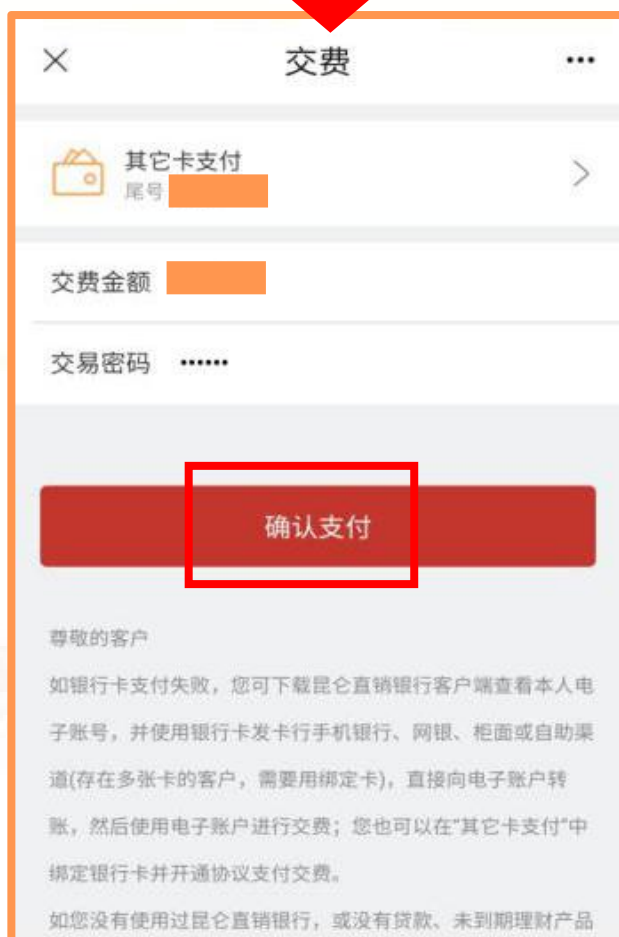 交费
其它卡支付
尾号
交费金额
交易密码 ••••••
确认支付
尊敬的客户
如银行卡支付失败，您可下载昆仑直销银行客户端查看本人电
子账号，并使用银行卡发卡行手机银行、网银、柜面或自助渠
道(存在多张卡的客户，需要用绑定卡)，直接向电子账户转
账，然后使用电子账户进行交费；您也可以在"其它卡支付"中
绑定银行卡并开通协议支付交费。
如您没有使用过昆仑直销银行，或没有贷款、未到期理财产品